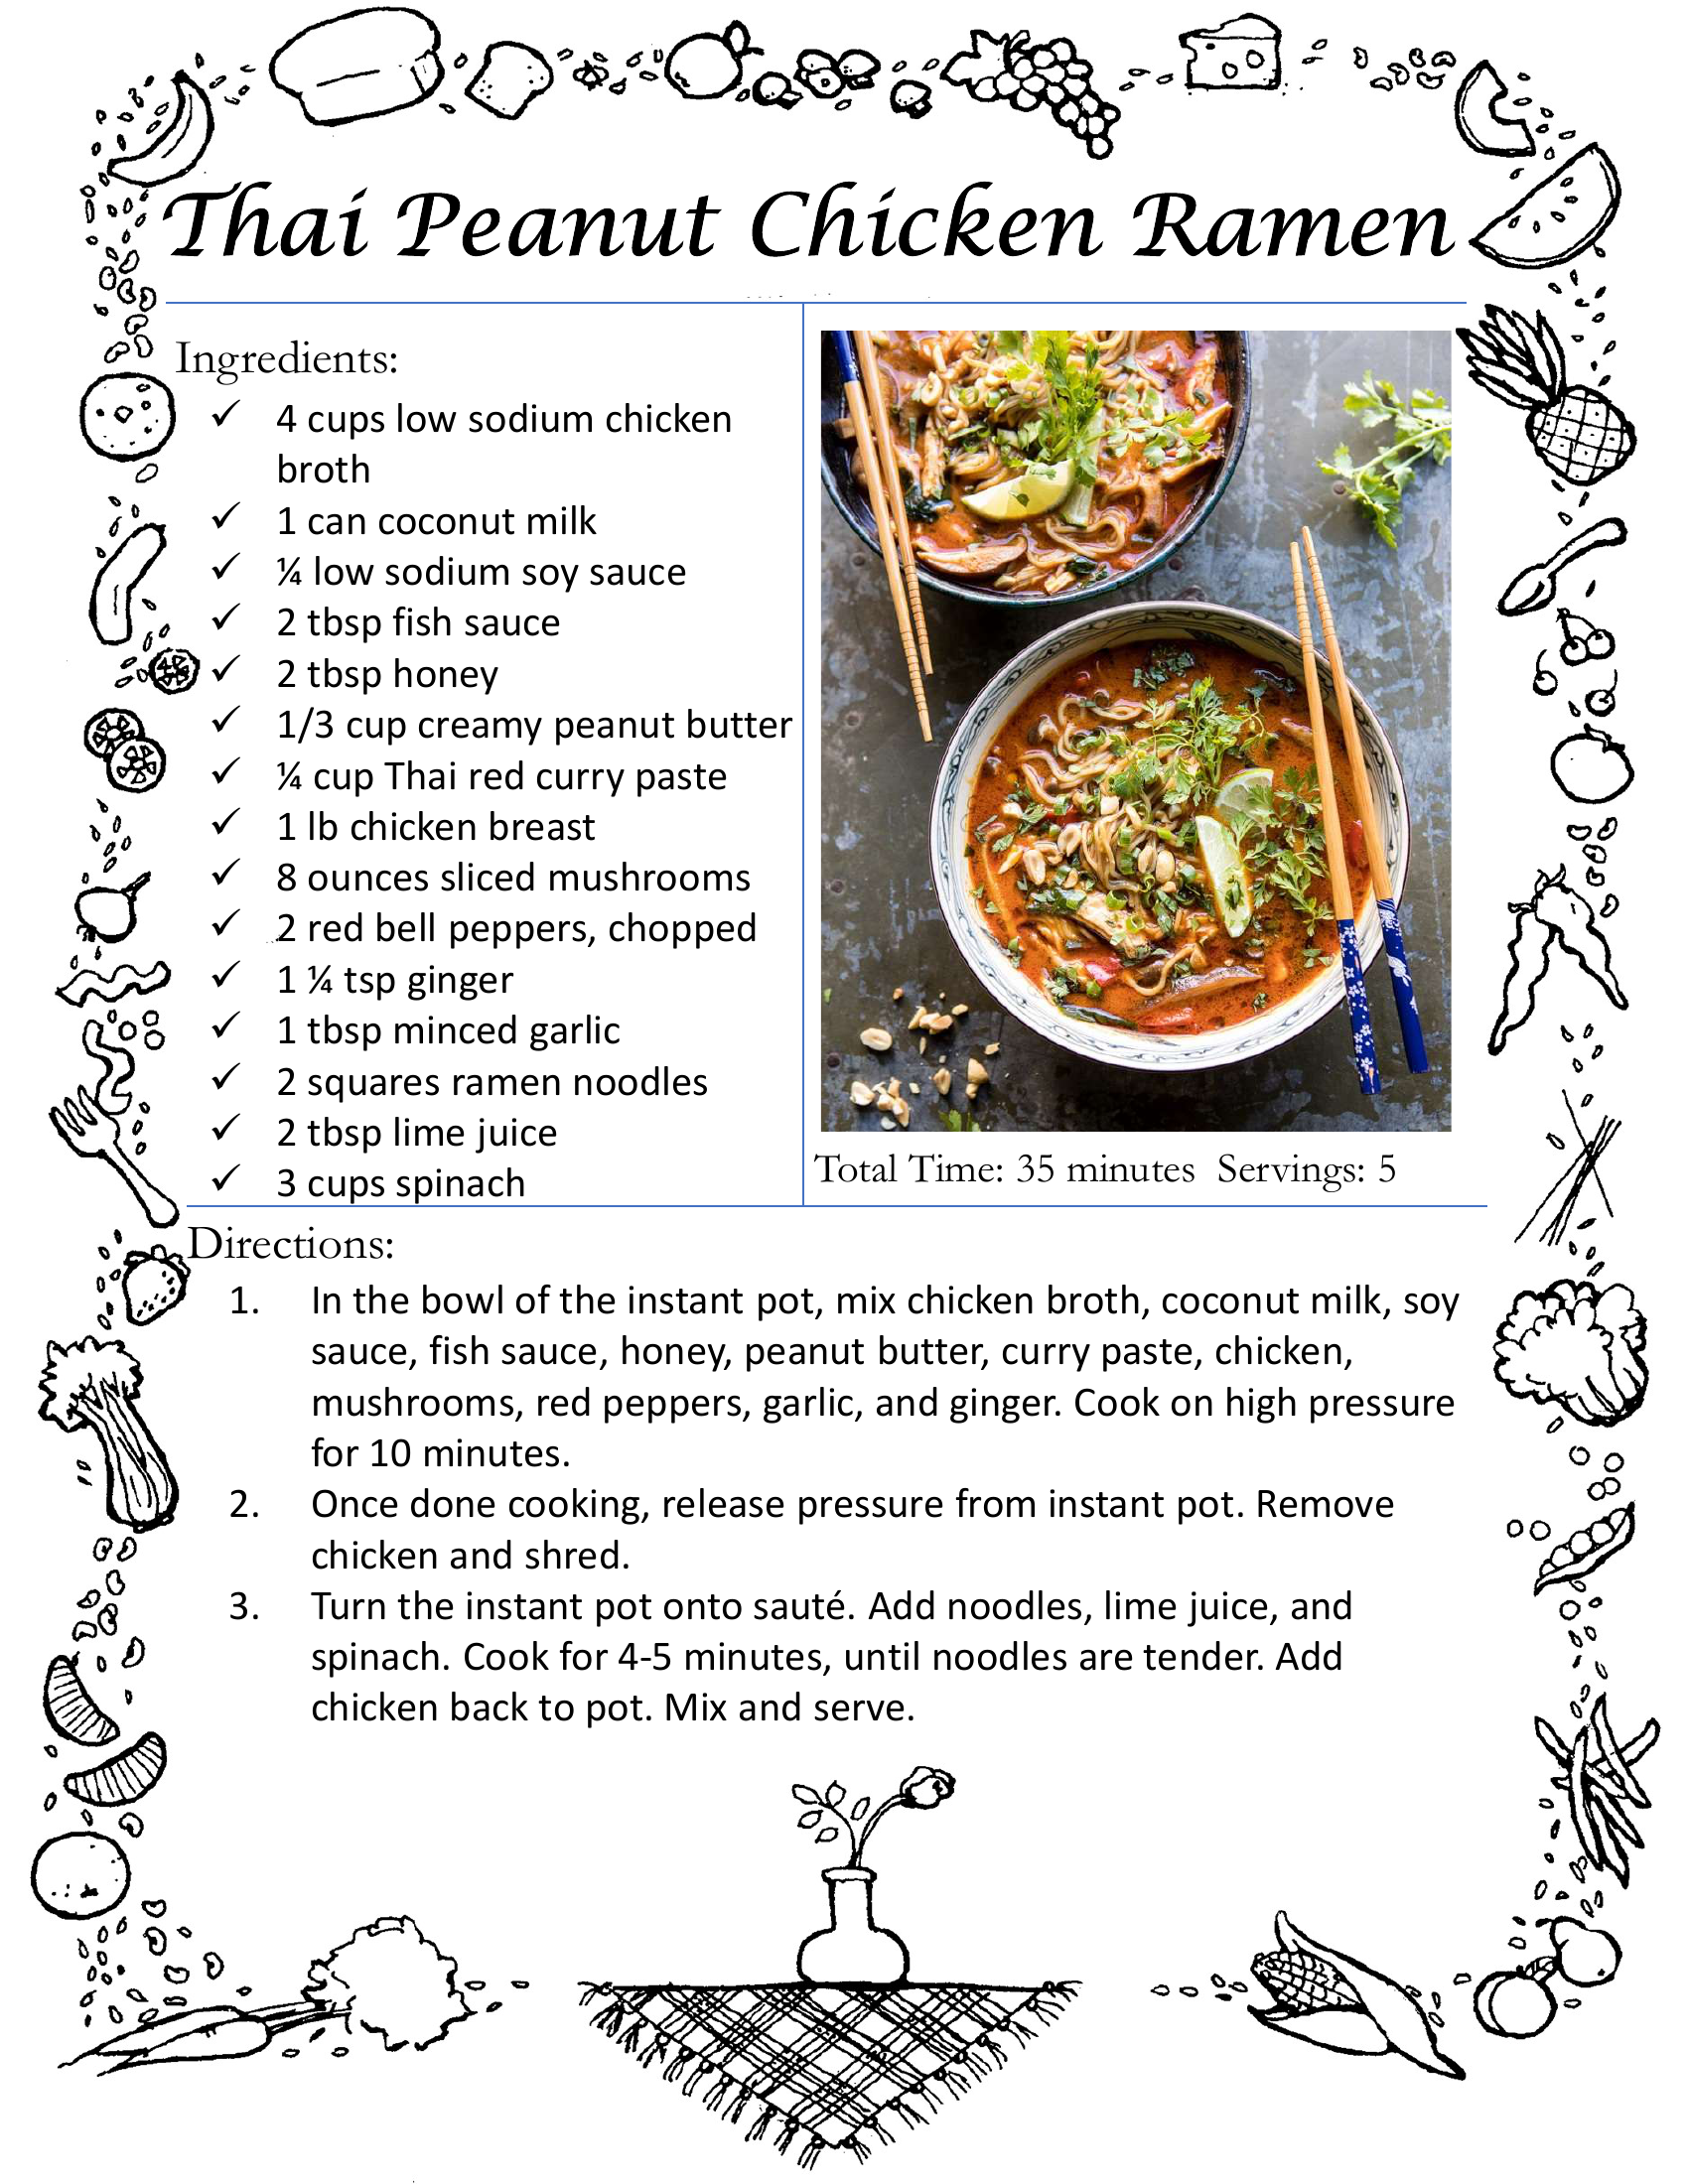 Thai Peanut Chicken Ramen
Ingredients:
✓ 4 cups low sodium chicken
broth
✓ 1 can coconut milk
✓ ¼ low sodium soy sauce
✓ 2 tbsp fish sauce
✓ 2 tbsp honey
✓ 1/3 cup creamy peanut butter
✓ ¼ cup Thai red curry paste
✓ 1 lb chicken breast
✓ 8 ounces sliced mushrooms
✓ 2 red bell peppers, chopped
✓ 1 ¼ tsp ginger
✓ 1 tbsp minced garlic
✓ 2 squares ramen noodles
✓ 2 tbsp lime juice
✓ 3 cups spinach
Total Time: 35 minutes  Servings: 5
Directions:
1. In the bowl of the instant pot, mix chicken broth, coconut milk, soy
sauce, fish sauce, honey, peanut butter, curry paste, chicken,
mushrooms, red peppers, garlic, and ginger. Cook on high pressure
for 10 minutes.
2. Once done cooking, release pressure from instant pot. Remove
chicken and shred.
3. Turn the instant pot onto sauté. Add noodles, lime juice, and
spinach. Cook for 4-5 minutes, until noodles are tender. Add
chicken back to pot. Mix and serve.